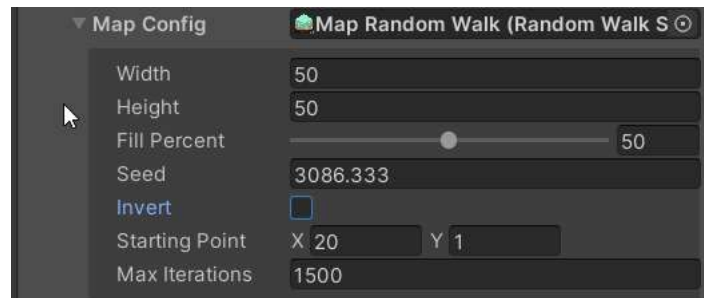 Map Config Map Random Walk (Random Walk S
Width 50
Height 50
Fill Percent 50
Seed 3086.333
Invert
Starting Point X 20 Y 1
Max Iterations 1500